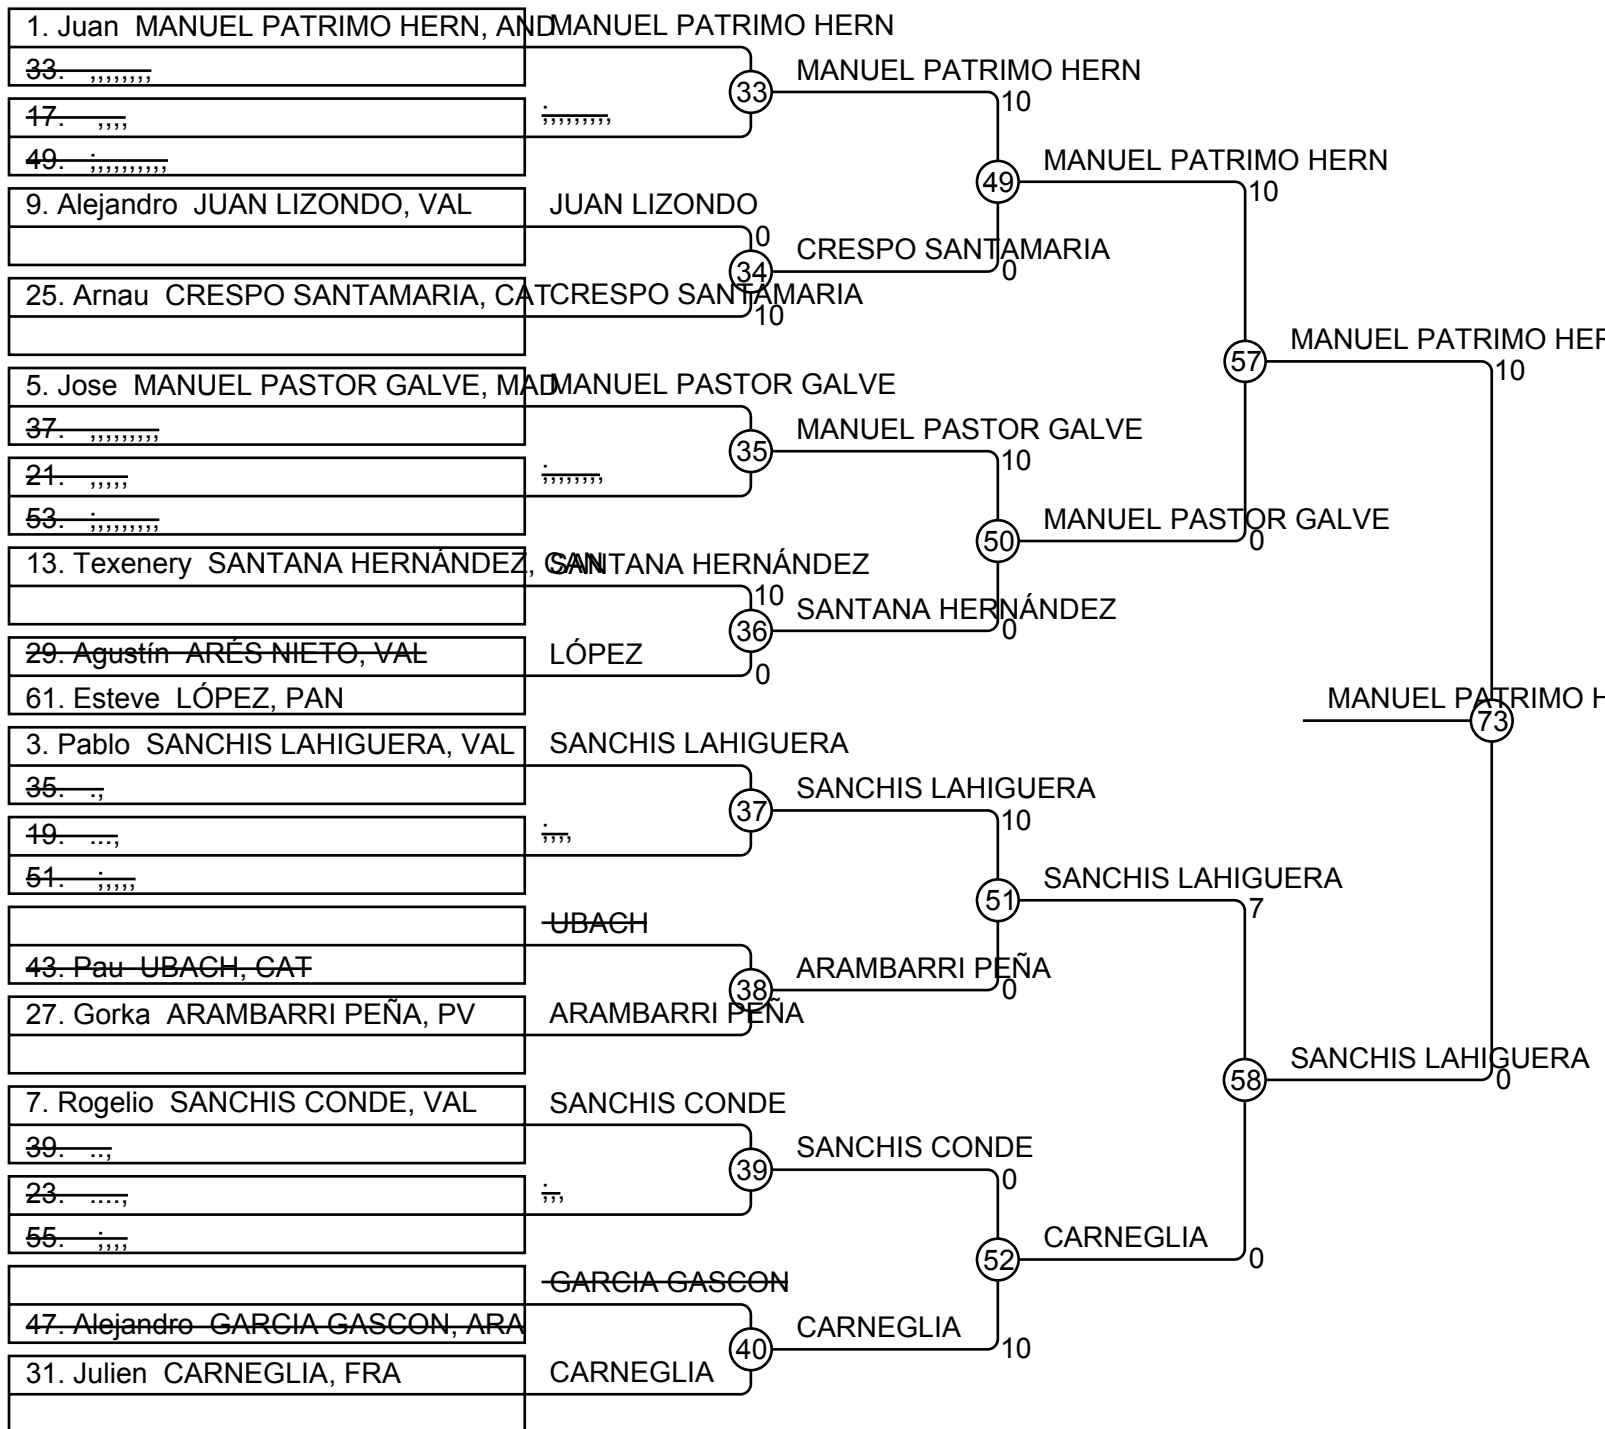 1. Juan MANUEL PATRIMO HERN, AND
MANUEL PATRIMO HERN
33. ;,,,,,,,
MANUEL PATRIMO HERN
33
10
17. ,,,,
;,,,,,,,,
49. ;,,,,,,,,,
MANUEL PATRIMO HERN
49
10
9. Alejandro JUAN LIZONDO, VAL
JUAN LIZONDO
0
CRESPO SANTAMARIA
34
0
25. Arnau CRESPO SANTAMARIA, CAT
CRESPO SANTAMARIA
10
MANUEL PATRIMO HER
57
10
5. Jose MANUEL PASTOR GALVE, MAD
MANUEL PASTOR GALVE
37. ,,,,,,,,,
MANUEL PASTOR GALVE
35
10
21. ,,,,,
;,,,,,,,
53. ;,,,,,,,,
MANUEL PASTOR GALVE
50
0
13. Texenery SANTANA HERNÁNDEZ, CAN
SANTANA HERNÁNDEZ
10
SANTANA HERNÁNDEZ
36
0
29. Agustín ARÉS NIETO, VAL
LÓPEZ
0
61. Esteve LÓPEZ, PAN
MANUEL PATRIMO H
73
3. Pablo SANCHIS LAHIGUERA, VAL
SANCHIS LAHIGUERA
35. .,
SANCHIS LAHIGUERA
37
10
19. ...,
;,,,
51. ;,,,,
SANCHIS LAHIGUERA
51
7
UBACH
43. Pau UBACH, CAT
ARAMBARRI PEÑA
38
0
27. Gorka ARAMBARRI PEÑA, PV
ARAMBARRI PEÑA
SANCHIS LAHIGUERA
58
0
7. Rogelio SANCHIS CONDE, VAL
SANCHIS CONDE
39. ..,
SANCHIS CONDE
39
0
23. ....,
;,,
55. ;,,,
CARNEGLIA
52
0
GARCIA GASCON
47. Alejandro GARCIA GASCON, ARA
CARNEGLIA
40
10
31. Julien CARNEGLIA, FRA
CARNEGLIA